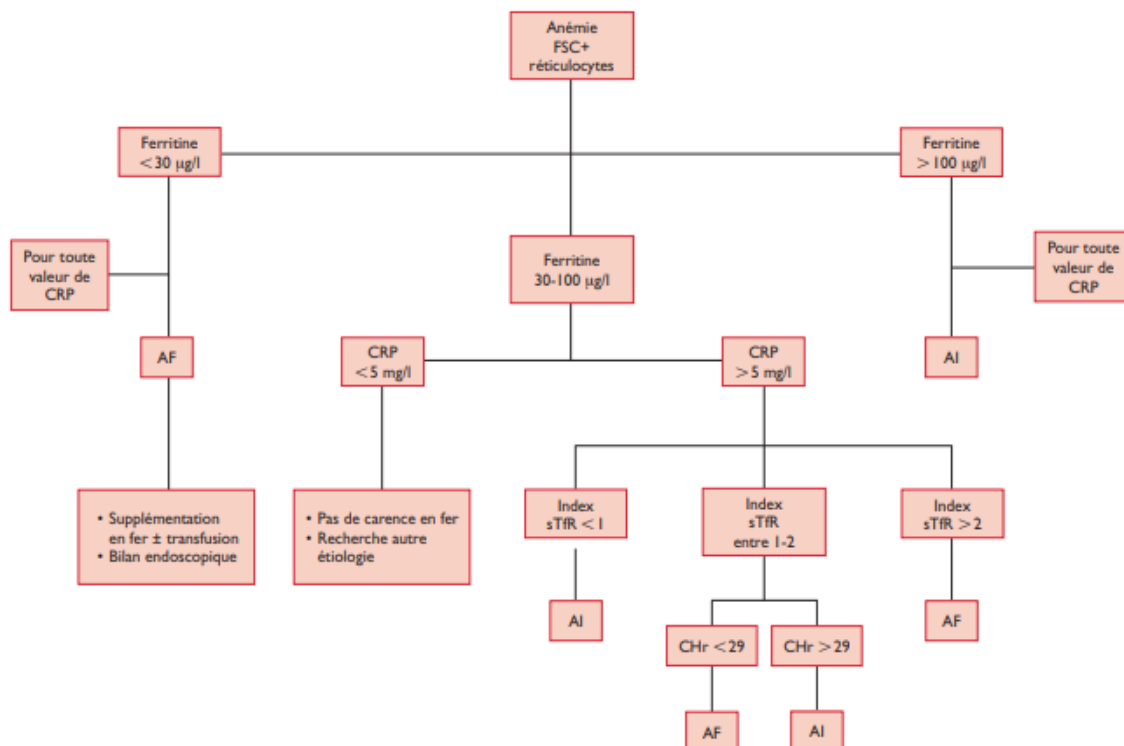 Anémie
FSC+
réticulocytes
Ferritine
<30 µg/l
Ferritine
>100 µg/l
Pour toute
valeur de
CRP
Ferritine
30-100 µg/l
Pour toute
valeur de
CRP
AF
CRP
<5 mg/l
CRP
>5 mg/l
AI
• Supplémentation
en fer ± transfusion
• Bilan endoscopique
• Pas de carence en fer
• Recherche autre
étiologie
Index
sTfR <1
Index
sTfR
entre 1-2
Index
sTfR >2
AI
AF
CHr <29
CHr >29
AF
AI